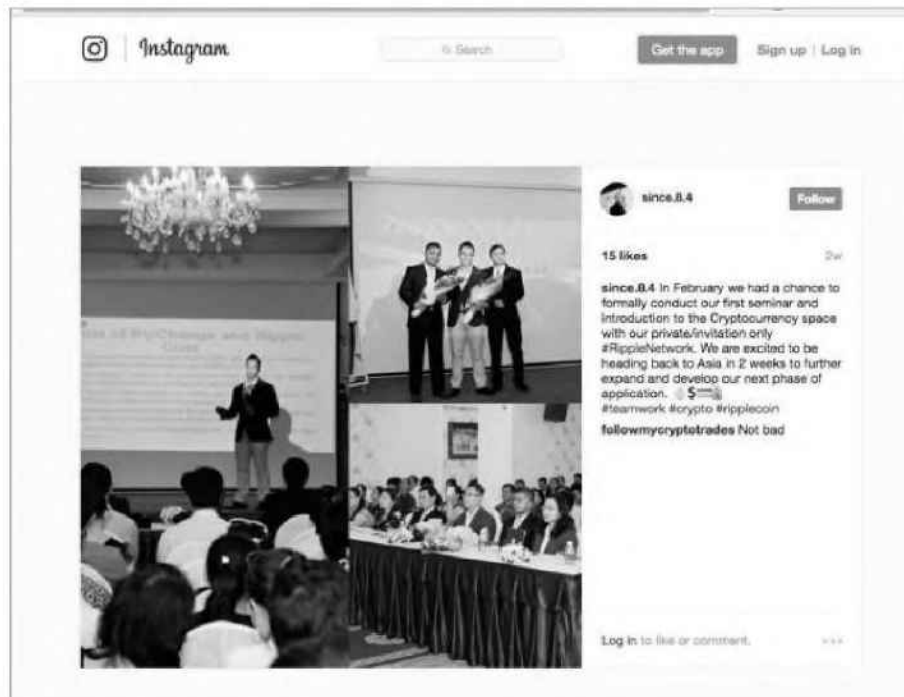 Instagram
Search
Get the app
Sign up | Log in
and Ripple
since.8.4
Follow
15 likes
2w
since.8.4 In February we had a chance to
formally conduct our first seminar and
Introduction to the Cryptocurrency space
with our private/invitation only
#RippleNetwork. We are excited to be
heading back to Asia in 2 weeks to further
expand and develop our next phase of
application.
#teamwork #crypto #ripplecoin
followmycryptotrades Not bad
Log in to like or comment.